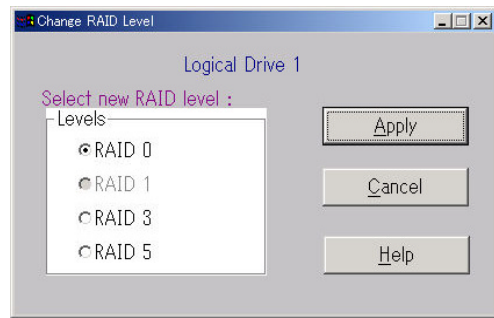 Change RAID Level
Logical Drive 1
Select new RAID level :
Levels
RAID 0
RAID 1
RAID 3
RAID 5
Apply
Cancel
Help